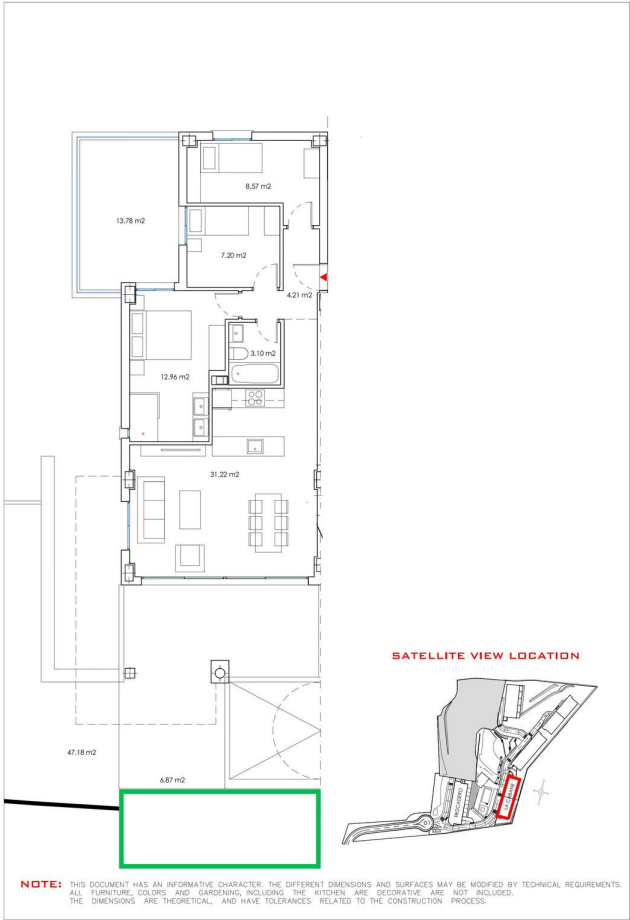 8.57 m2
13.78 m2
7.20 m2
4.21 m2
3.10 m2
12.96 m2
31.22 m2
SATELLITE VIEW LOCATION
TROCADERO
LA CABANE
47.18 m2
6.87 m2
NOTE: THIS DOCUMENT HAS AN INFORMATIVE CHARACTER. THE DIFFERENT DIMENSIONS AND SURFACES MAY BE MODIFIED BY TECHNICAL REQUIREMENTS.
ALL FURNITURE, COLORS AND GARDENING, INCLUDING THE KITCHEN ARE DECORATIVE ARE NOT INCLUDED.
THE DIMENSIONS ARE THEORETICAL, AND HAVE TOLERANCES RELATED TO THE CONSTRUCTION PROCESS.